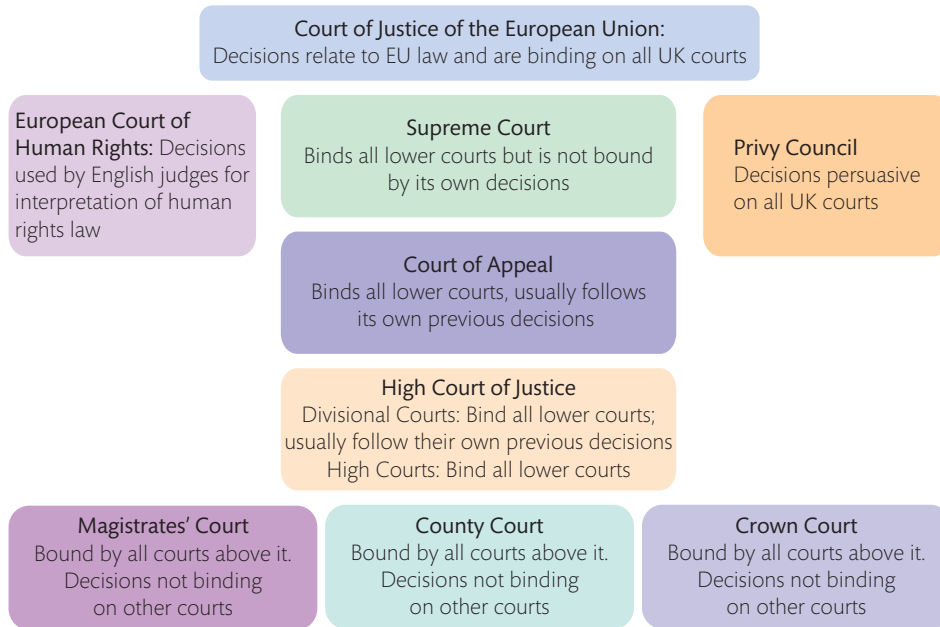 Court of Justice of the European Union:
Decisions relate to EU law and are binding on all UK courts
European Court of
Human Rights: Decisions
used by English judges for
interpretation of human
rights law
Supreme Court
Binds all lower courts but is not bound
by its own decisions
Privy Council
Decisions persuasive
on all UK courts
Court of Appeal
Binds all lower courts, usually follows
its own previous decisions
High Court of Justice
Divisional Courts: Bind all lower courts;
usually follow their own previous decisions
High Courts: Bind all lower courts
Magistrates’ Court
Bound by all courts above it.
Decisions not binding
on other courts
County Court
Bound by all courts above it.
Decisions not binding
on other courts
Crown Court
Bound by all courts above it.
Decisions not binding
on other courts